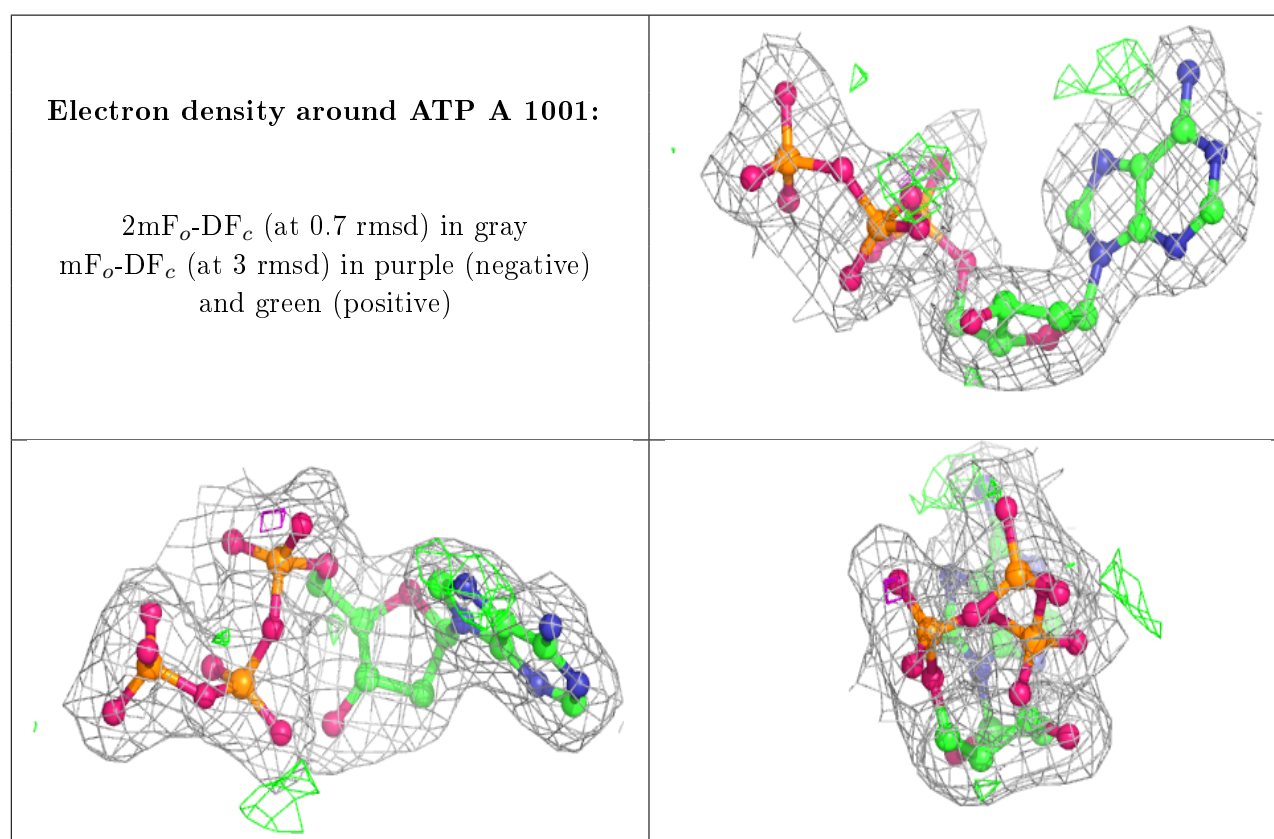 Electron density around ATP A 1001:
2mFo-DFc (at 0.7 rmsd) in gray
mFo-DFc (at 3 rmsd) in purple (negative)
and green (positive)